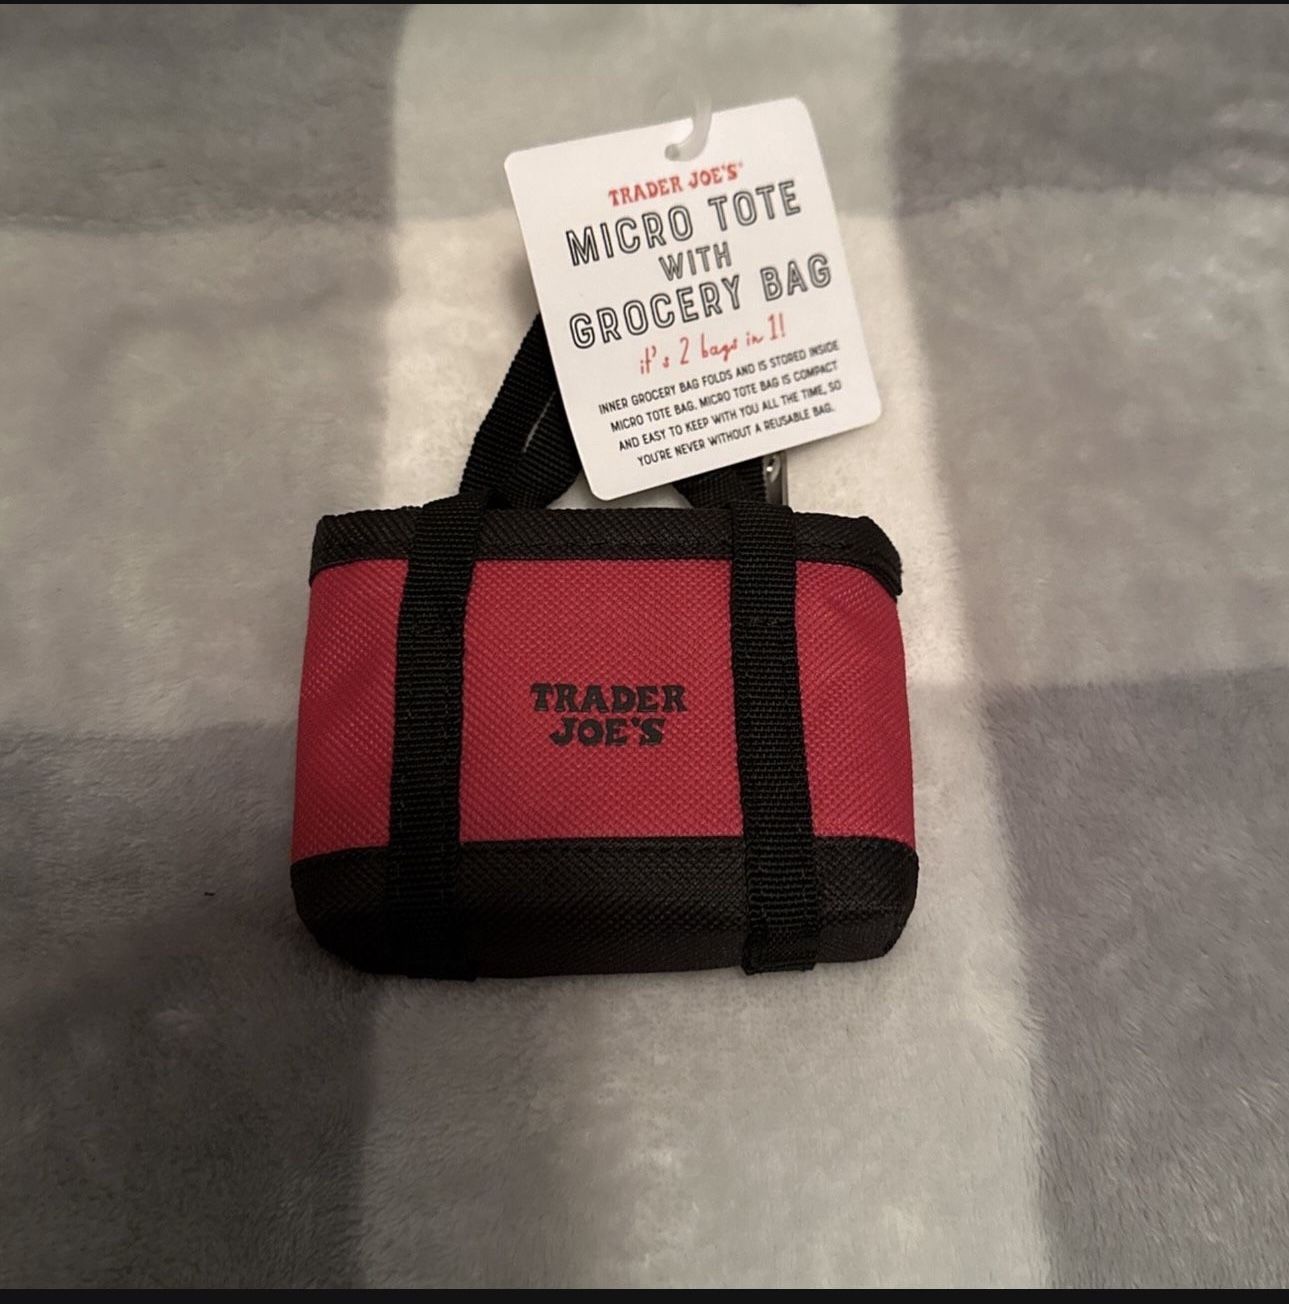 TRADER JOE'S®
MICRO TOTE
WITH
GROCERY BAG
it's 2 bags in 1!
INNER GROCERY BAG FOLDS AND IS STORED INSIDE
MICRO TOTE BAG. MICRO TOTE BAG IS COMPACT
AND EASY TO KEEP WITH YOU ALL THE TIME, SO
YOU'RE NEVER WITHOUT A REUSABLE BAG.
TRADER
JOE'S